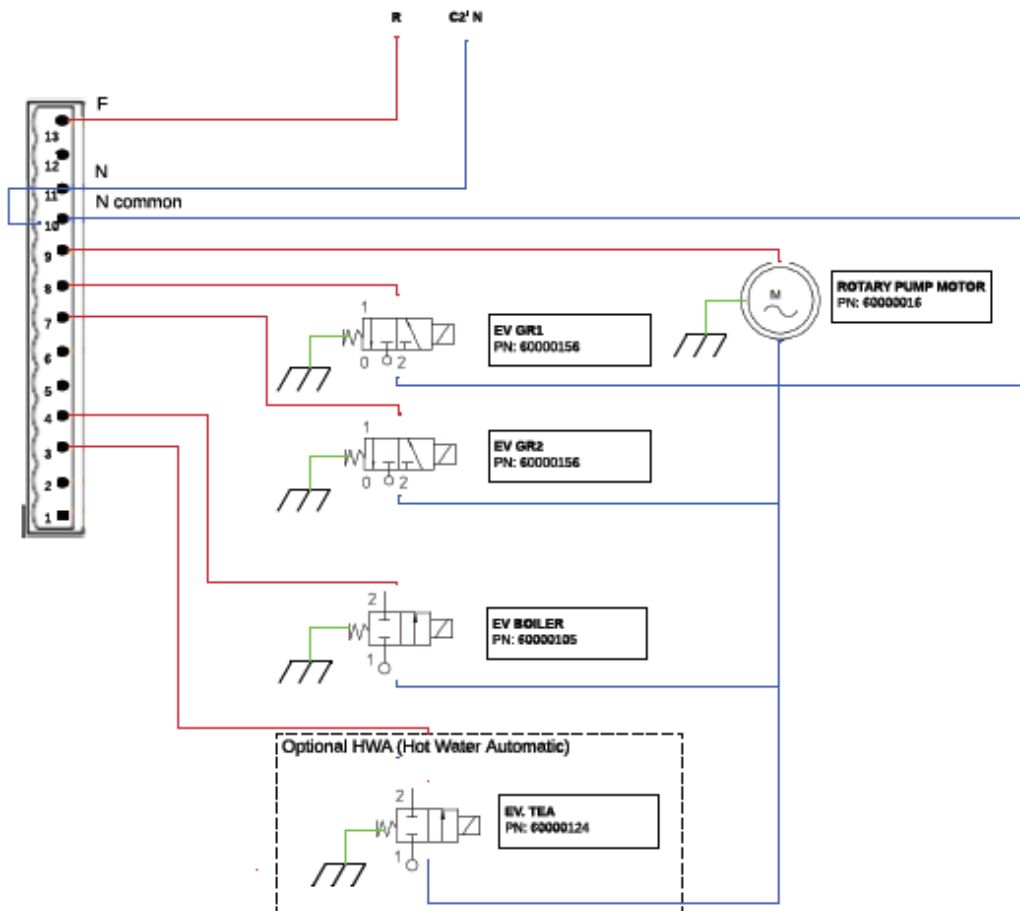 R
C2' N
F
13
12
N
11
N common
10
9
8
7
6
5
4
3
2
1
1
0
2
EV GR1
PN: 60000156
M
ROTARY PUMP MOTOR
PN: 60000016
1
0
2
EV GR2
PN: 60000156
2
1
EV BOILER
PN: 60000105
Optional HWA (Hot Water Automatic)
2
1
EV. TEA
PN: 60000124